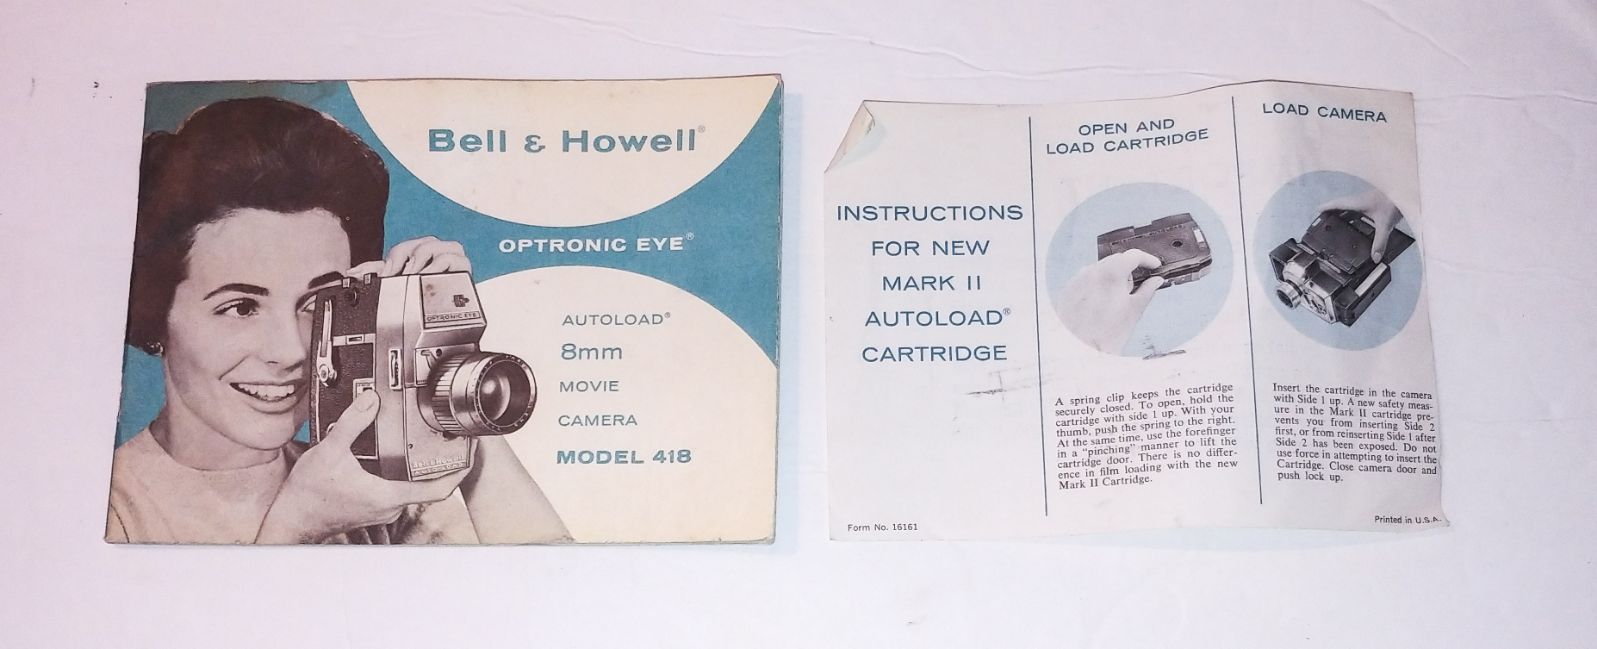 Bell & Howell®
OPTRONIC EYE®
AUTOLOAD®
8mm
MOVIE
CAMERA
MODEL 418
OPTRONIC EYE
Bell & Howell
INSTRUCTIONS
FOR NEW
MARK II
AUTOLOAD®
CARTRIDGE
Form No. 16161
OPEN AND
LOAD CARTRIDGE
A spring clip keeps the cartridge
securely closed. To open, hold the
cartridge with side 1 up. With your
thumb, push the spring to the right.
At the same time, use the forefinger
in a "pinching" manner to lift the
cartridge door. There is no differ-
ence in film loading with the new
Mark II Cartridge.
LOAD CAMERA
Insert the cartridge in the camera
with Side 1 up. A new safety meas-
ure in the Mark II cartridge pre-
vents you from inserting Side 2
first, or from reinserting Side 1 after
Side 2 has been exposed. Do not
use force in attempting to insert the
Cartridge. Close camera door and
push lock up.
Printed in U.S.A.